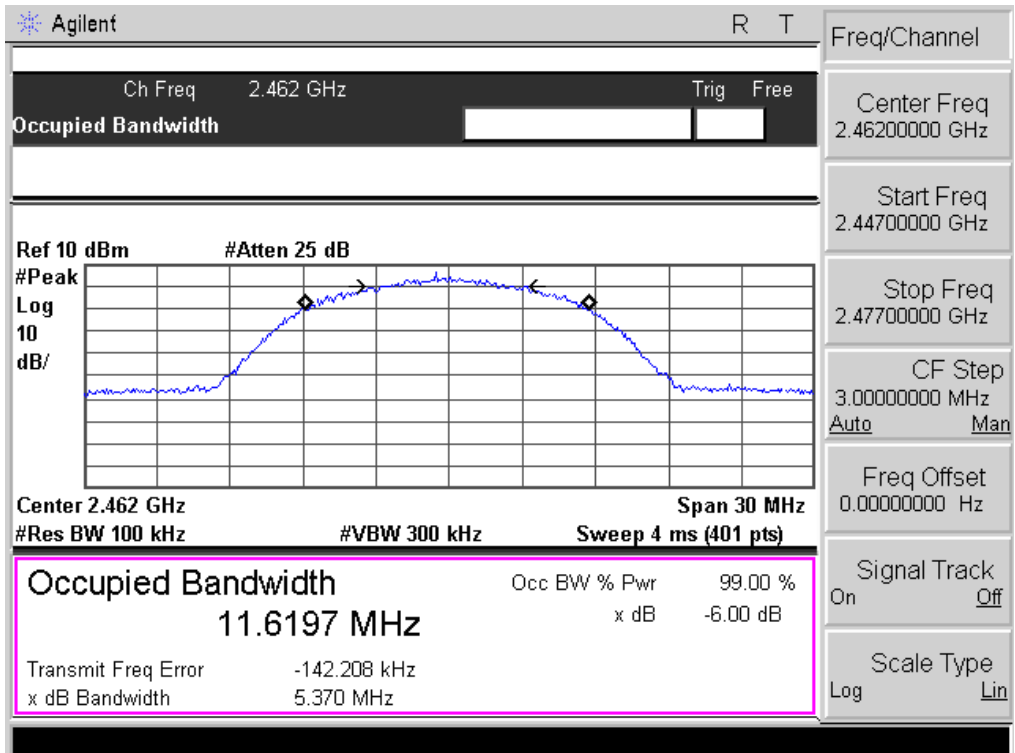 Agilent R T
Ch Freq 2.462 GHz Trig Free
Occupied Bandwidth
Ref 10 dBm #Atten 25 dB
#Peak
Log
10
dB/
Center 2.462 GHz Span 30 MHz
#Res BW 100 kHz #VBW 300 kHz Sweep 4 ms (401 pts)
Occupied Bandwidth
11.6197 MHz
Occ BW % Pwr 99.00 %
x dB -6.00 dB
Transmit Freq Error -142.208 kHz
x dB Bandwidth 5.370 MHz
Freq/Channel
Center Freq
2.46200000 GHz
Start Freq
2.44700000 GHz
Stop Freq
2.47700000 GHz
CF Step
3.00000000 MHz
Auto Man
Freq Offset
0.00000000 Hz
Signal Track
On Off
Scale Type
Log Lin